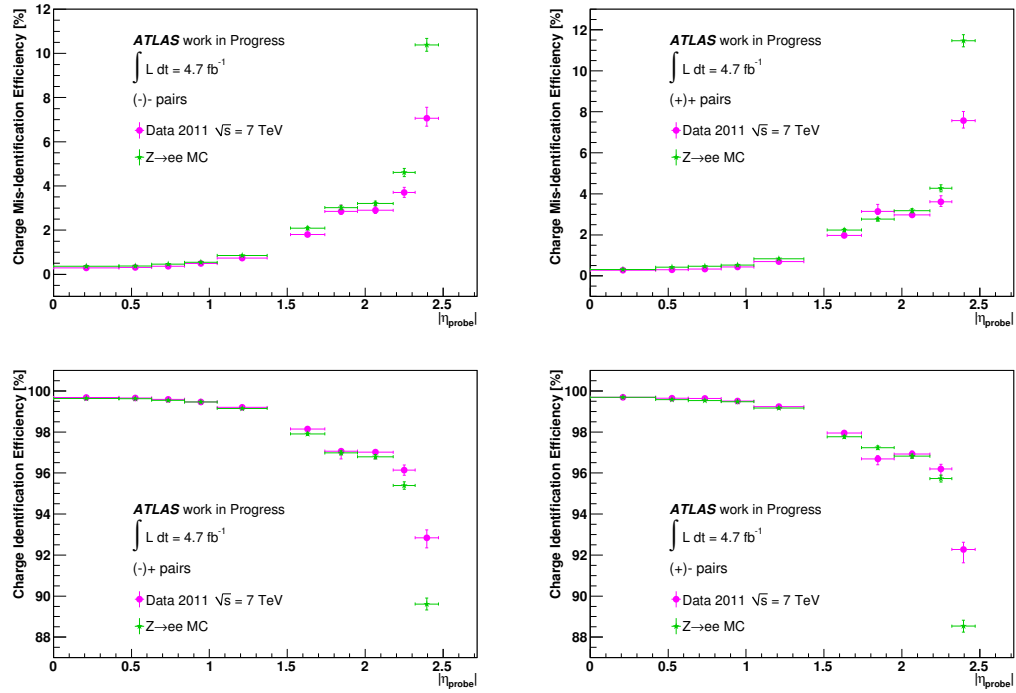 Charge Mis-Identification Efficiency [%]
12
10
8
6
4
2
0
ATLAS work in Progress
∫ L dt = 4.7 fb⁻¹
(-)- pairs
Data 2011 √s = 7 TeV
Z→ee MC
0 0.5 1 1.5 2 2.5
|η_probe|
Charge Mis-Identification Efficiency [%]
12
10
8
6
4
2
0
ATLAS work in Progress
∫ L dt = 4.7 fb⁻¹
(+)+ pairs
Data 2011 √s = 7 TeV
Z→ee MC
0 0.5 1 1.5 2 2.5
|η_probe|
Charge Identification Efficiency [%]
100
98
96
94
92
90
88
ATLAS work in Progress
∫ L dt = 4.7 fb⁻¹
(-)+ pairs
Data 2011 √s = 7 TeV
Z→ee MC
0 0.5 1 1.5 2 2.5
|η_probe|
Charge Identification Efficiency [%]
100
98
96
94
92
90
88
ATLAS work in Progress
∫ L dt = 4.7 fb⁻¹
(+)- pairs
Data 2011 √s = 7 TeV
Z→ee MC
0 0.5 1 1.5 2 2.5
|η_probe|